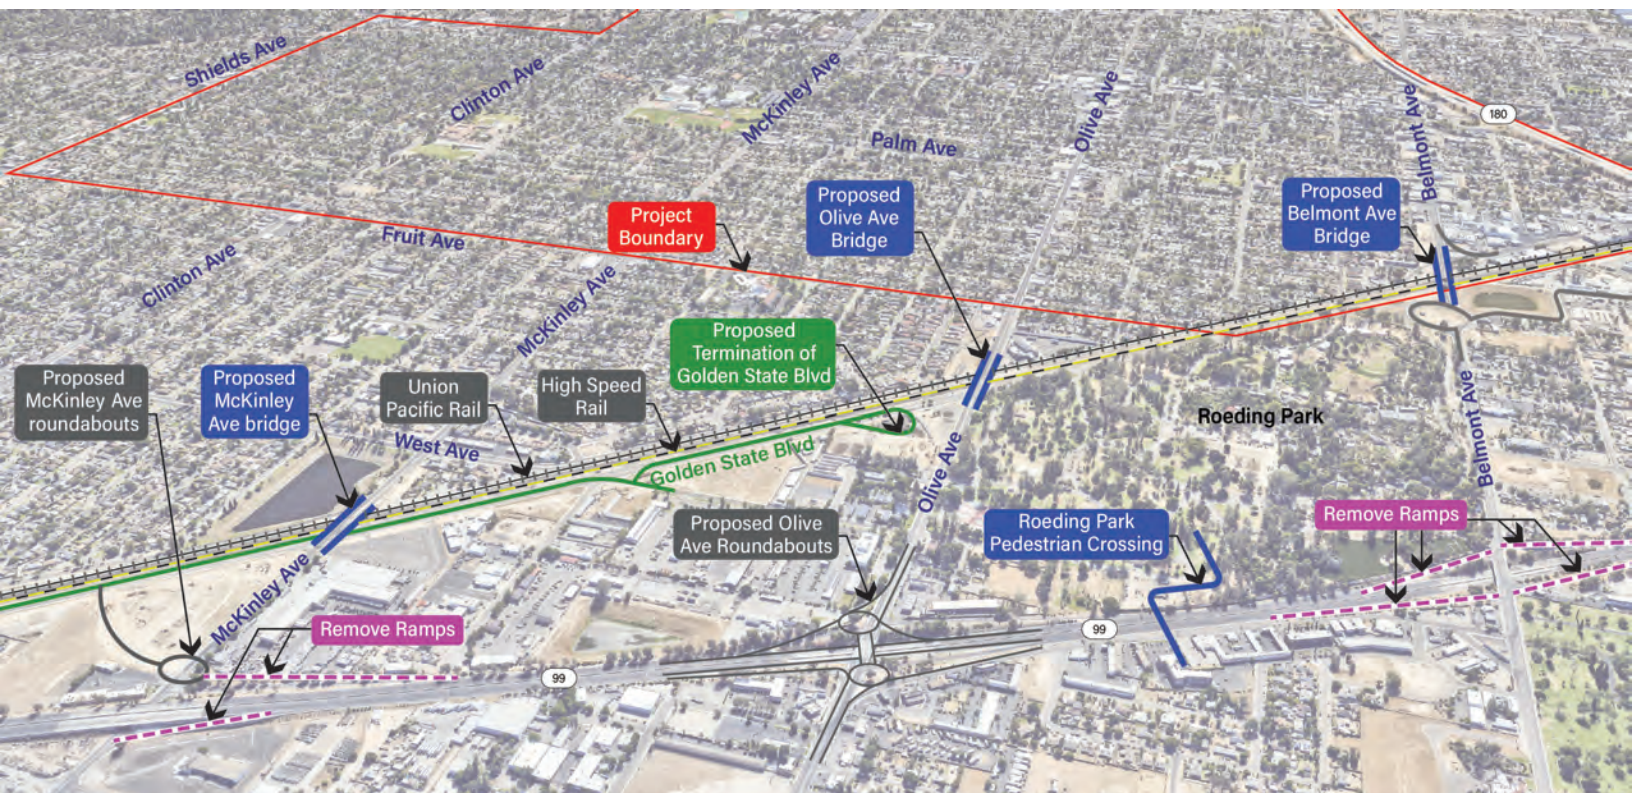 Shields Ave
Clinton Ave
McKinley Ave
Olive Ave
Belmont Ave
180
Palm Ave
Proposed
Olive Ave
Bridge
Proposed
Belmont Ave
Bridge
Project
Boundary
Fruit Ave
Clinton Ave
McKinley Ave
Proposed
Termination of
Golden State Blvd
Proposed
McKinley Ave
roundabouts
Proposed
McKinley
Ave bridge
Union
Pacific Rail
High Speed
Rail
West Ave
Golden State Blvd
Olive Ave
Roeding Park
Belmont Ave
Proposed Olive
Ave Roundabouts
Roeding Park
Pedestrian Crossing
Remove Ramps
McKinley Ave
Remove Ramps
99
99